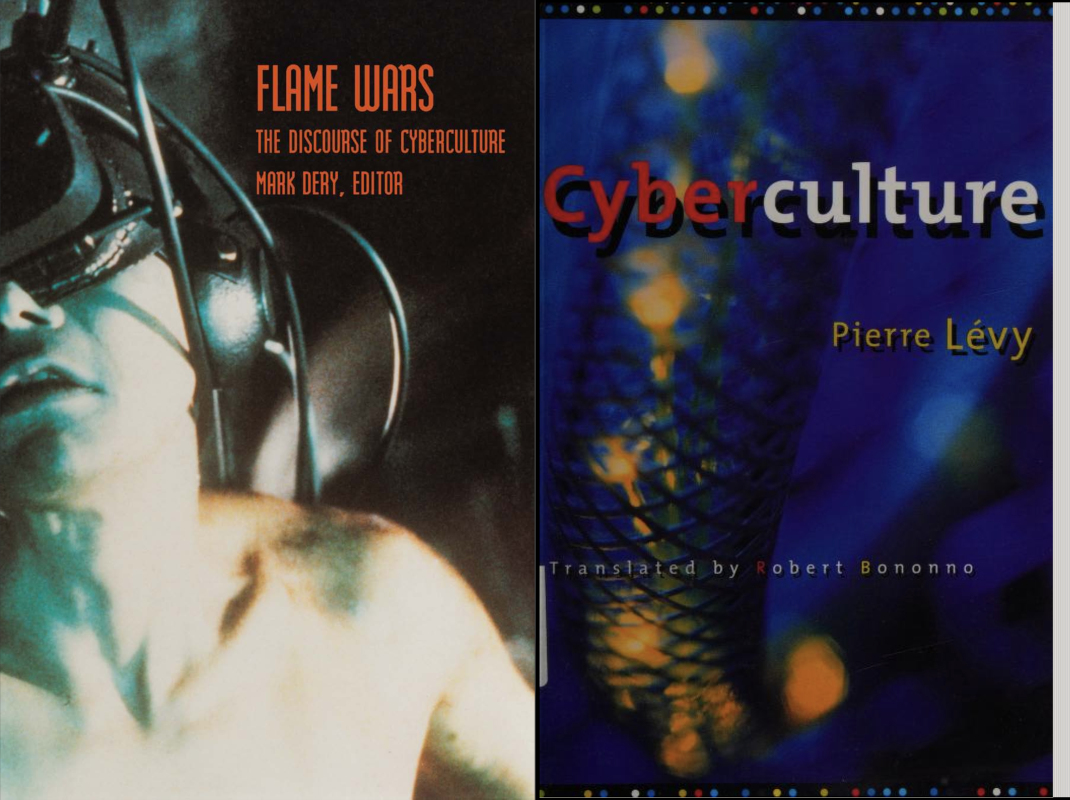 FLAME WARS
THE DISCOURSE OF CYBERCULTURE
MARK DERY, EDITOR
Cyberculture
Pierre Lévy
Translated by Robert Bononno